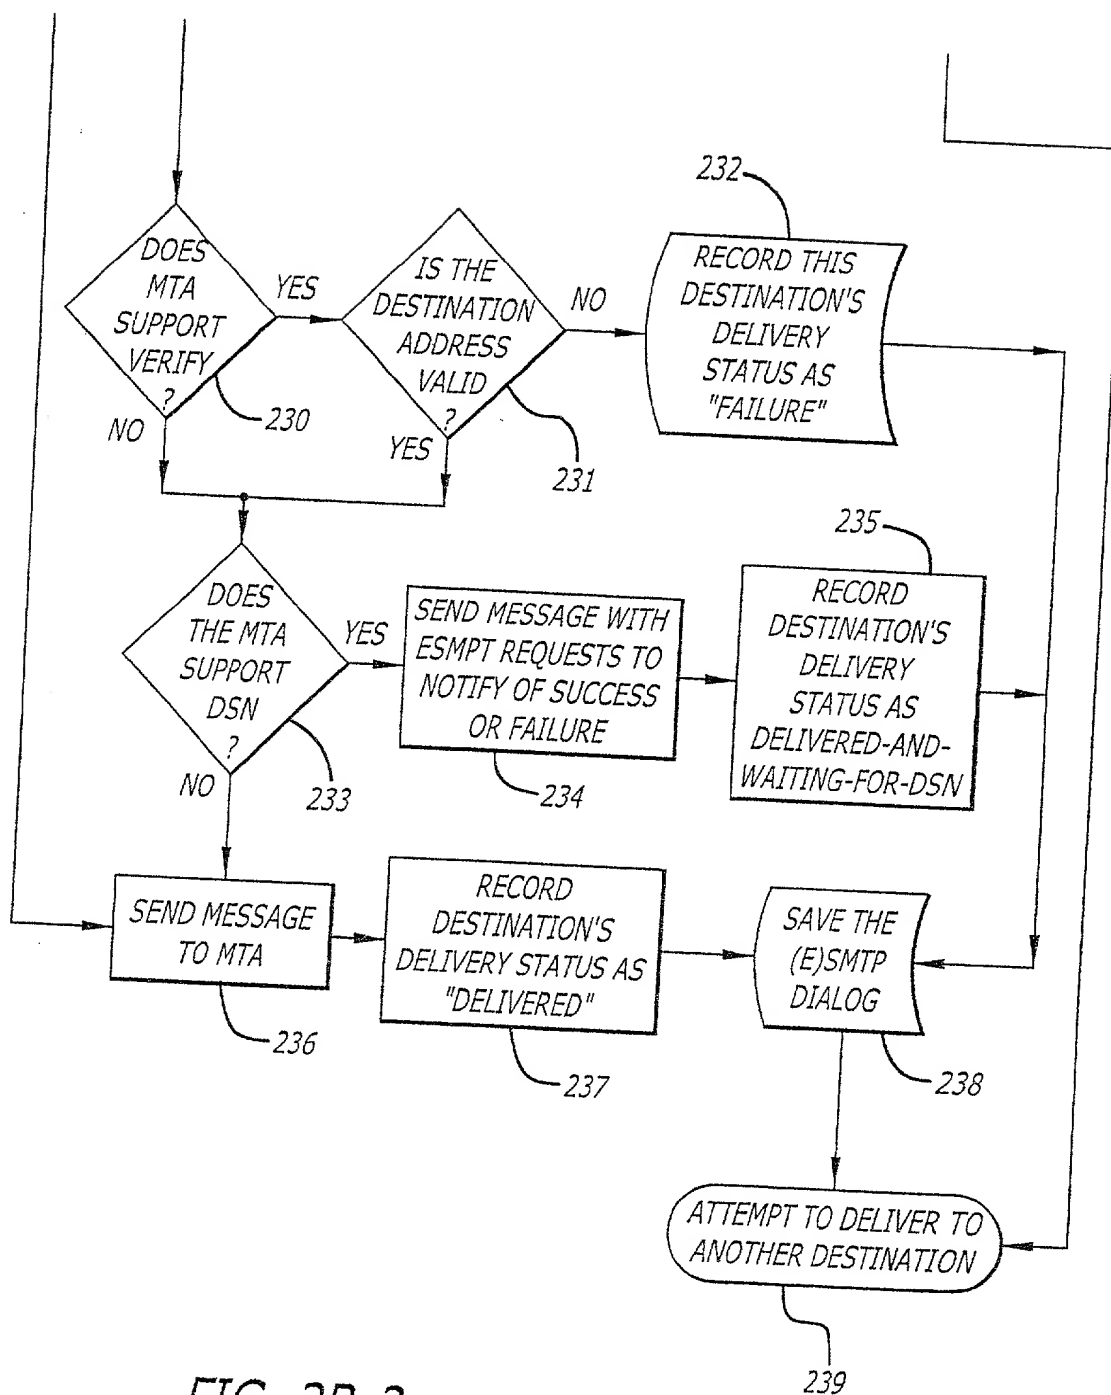 232
DOES
MTA
SUPPORT
VERIFY
?
YES
NO
230
IS THE
DESTINATION
ADDRESS
VALID
?
NO
YES
231
RECORD THIS
DESTINATION'S
DELIVERY
STATUS AS
"FAILURE"
235
DOES
THE MTA
SUPPORT
DSN
?
YES
NO
233
SEND MESSAGE WITH
ESMPT REQUESTS TO
NOTIFY OF SUCCESS
OR FAILURE
234
RECORD
DESTINATION'S
DELIVERY
STATUS AS
DELIVERED-AND-
WAITING-FOR-DSN
SEND MESSAGE
TO MTA
236
RECORD
DESTINATION'S
DELIVERY STATUS AS
"DELIVERED"
237
SAVE THE
(E)SMTP
DIALOG
238
ATTEMPT TO DELIVER TO
ANOTHER DESTINATION
239